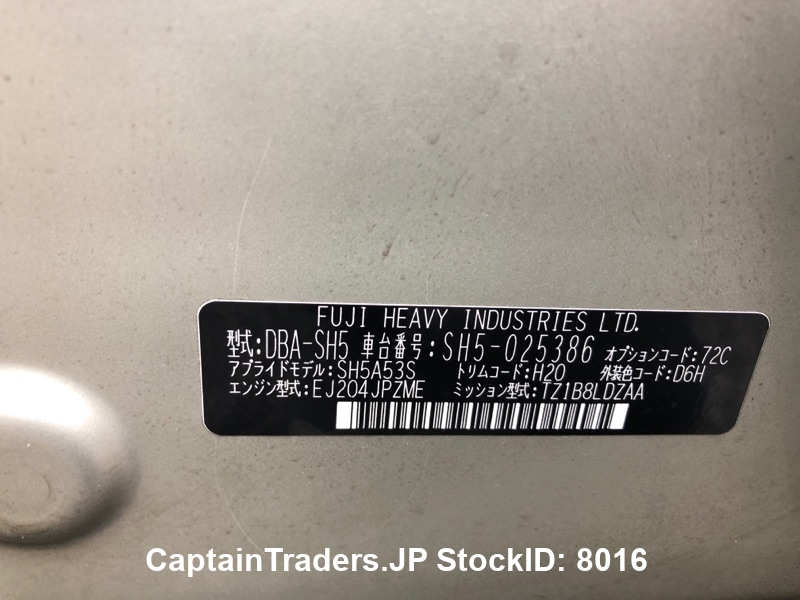 FUJI HEAVY INDUSTRIES LTD.
型式:DBA-SH5 車台番号:SH5-025386 オプションコード:72C
アプライドモデル:SH5A53S トリムコード:H20 外装色コード:D6H
エンジン型式:EJ204JPZME ミッション型式:TZ1B8LDZAA
CaptainTraders.JP StockID: 8016